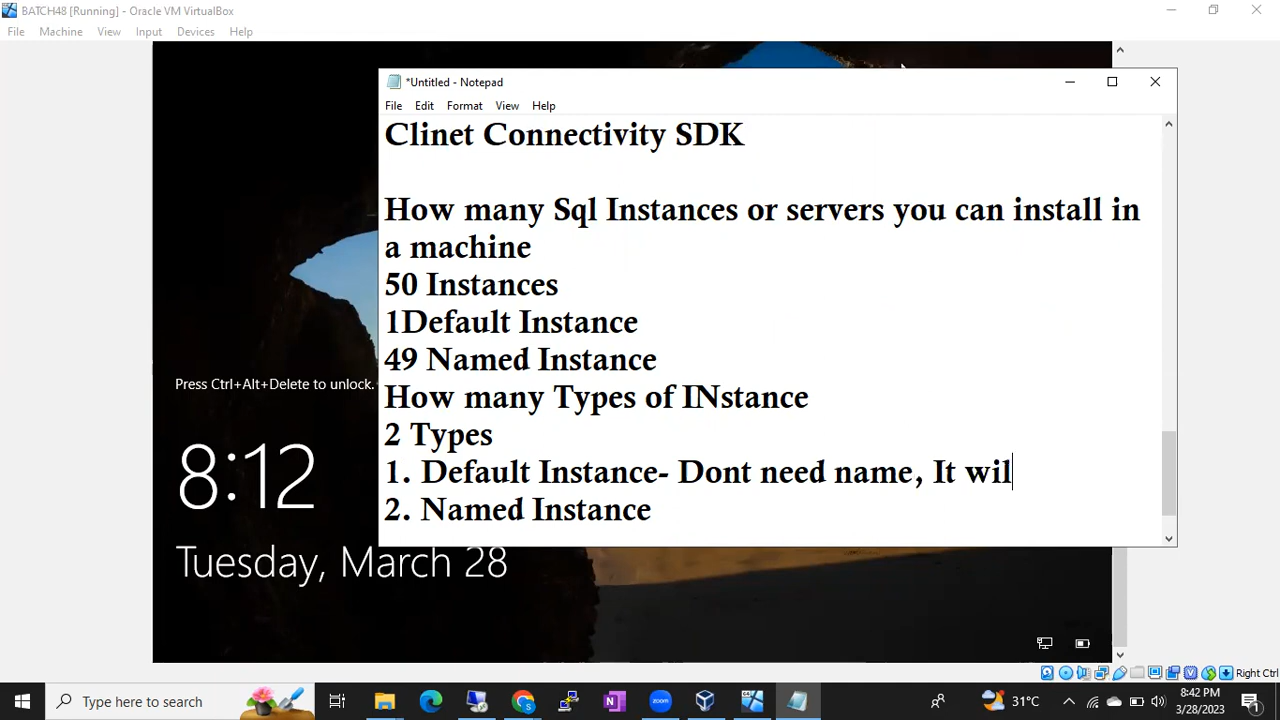 BATCH48 [Running] - Oracle VM VirtualBox
File Machine View Input Devices Help
*Untitled - Notepad
File Edit Format View Help
Clinet Connectivity SDK
How many Sql Instances or servers you can install in
a machine
50 Instances
1Default Instance
49 Named Instance
How many Types of INstance
2 Types
1. Default Instance- Dont need name, It wil
2. Named Instance
Press Ctrl+Alt+Delete to unlock.
8:12
Tuesday, March 28
Right Ctrl
Type here to search
zoom
31°C
8:42 PM
3/28/2023